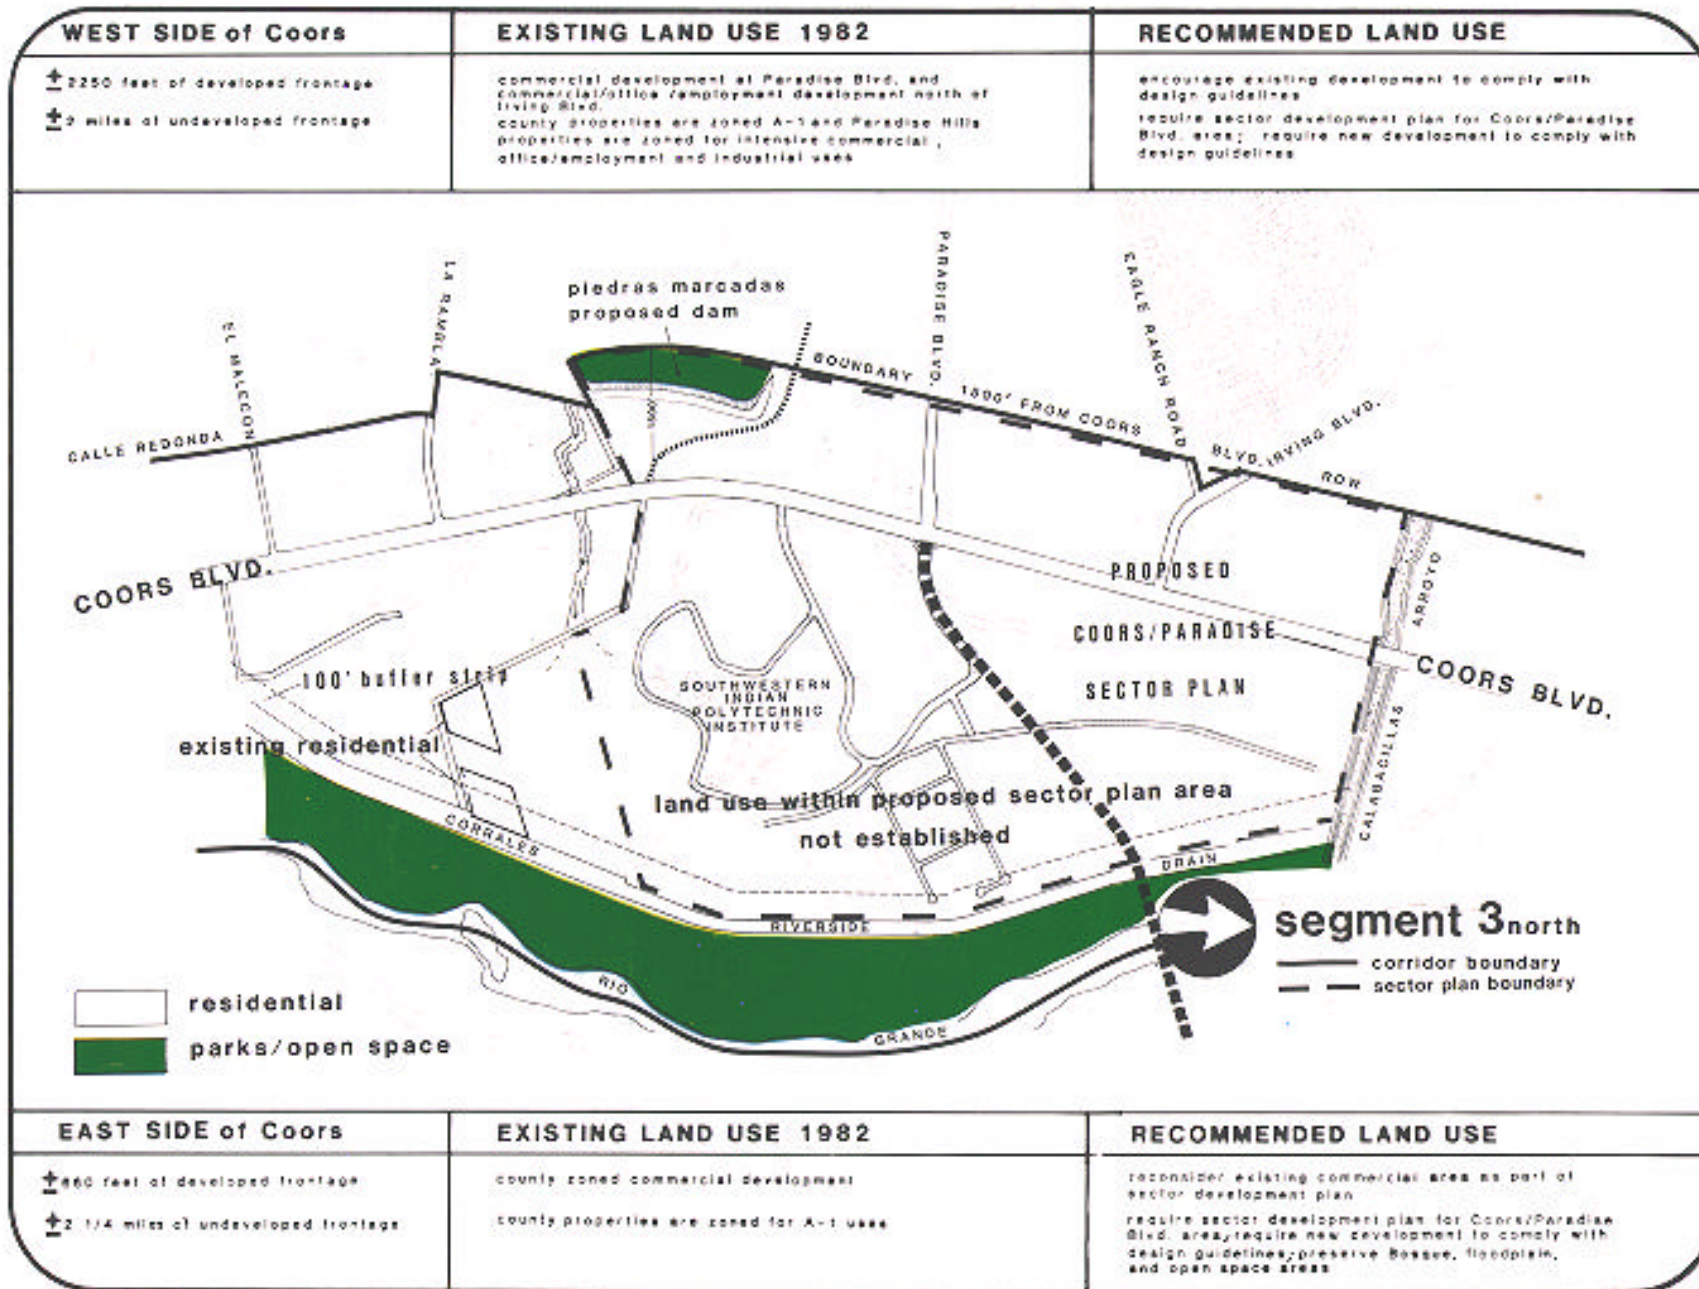 WEST SIDE of Coors
± 2250 feet of developed frontage
± 2 miles of undeveloped frontage
EXISTING LAND USE 1982
commercial development at Paradise Blvd. and
commercial/office /employment development north of
Irving Blvd.
county properties are zoned A-1 and Paradise Hills
properties are zoned for intensive commercial ,
office/employment and industrial uses
RECOMMENDED LAND USE
encourage existing development to comply with
design guidelines
require sector development plan for Coors/Paradise
Blvd. area; require new development to comply with
design guidelines
EL MALECON
LA RAMBLA
piedras marcadas
proposed dam
PARADISE BLVD.
EAGLE RANCH ROAD
CALLE REDONDA
BOUNDARY 1800' FROM COORS BLVD. ROW
IRVING BLVD.
COORS BLVD.
PROPOSED
COORS/PARADISE
SECTOR PLAN
ARROYO
COORS BLVD.
100' buffer strip
SOUTHWESTERN
INDIAN
POLYTECHNIC
INSTITUTE
existing residential
land use within proposed sector plan area
not established
CALABACILLAS
CORRALES
RIVERSIDE
DRAIN
RIO
GRANDE
segment 3 north
corridor boundary
sector plan boundary
residential
parks/open space
EAST SIDE of Coors
± 660 feet of developed frontage
± 2 1/4 miles of undeveloped frontage
EXISTING LAND USE 1982
county zoned commercial development
county properties are zoned for A-1 uses
RECOMMENDED LAND USE
reconsider existing commercial area as part of
sector development plan
require sector development plan for Coors/Paradise
Blvd. area;require new development to comply with
design guidelines;preserve Bosque, floodplain,
and open space areas